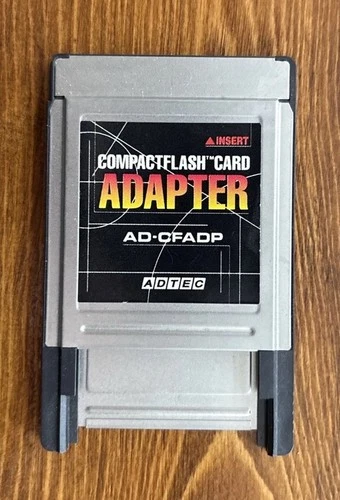 ▲INSERT
COMPACTFLASH™CARD
ADAPTER
AD-CFADP
ADTEC